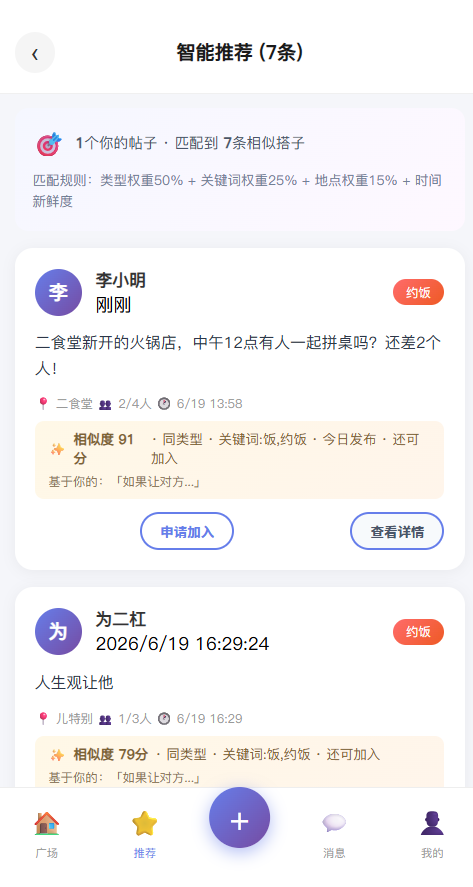 ‹
智能推荐 (7条)
1个你的帖子 · 匹配到 7条相似搭子
匹配规则：类型权重50% + 关键词权重25% + 地点权重15% + 时间
新鲜度
李
李小明
刚刚
约饭
二食堂新开的火锅店，中午12点有人一起拼桌吗？还差2个
人！
二食堂 2/4人 6/19 13:58
相似度 91
分
· 同类型 · 关键词:饭,约饭 · 今日发布 · 还可
加入
基于你的：「如果让对方...」
申请加入
查看详情
为
为二杠
2026/6/19 16:29:24
约饭
人生观让他
儿特别 1/3人 6/19 16:29
相似度 79分 · 同类型 · 关键词:饭,约饭 · 还可加入
基于你的：「如果让对方...」
广场
推荐
+
消息
我的